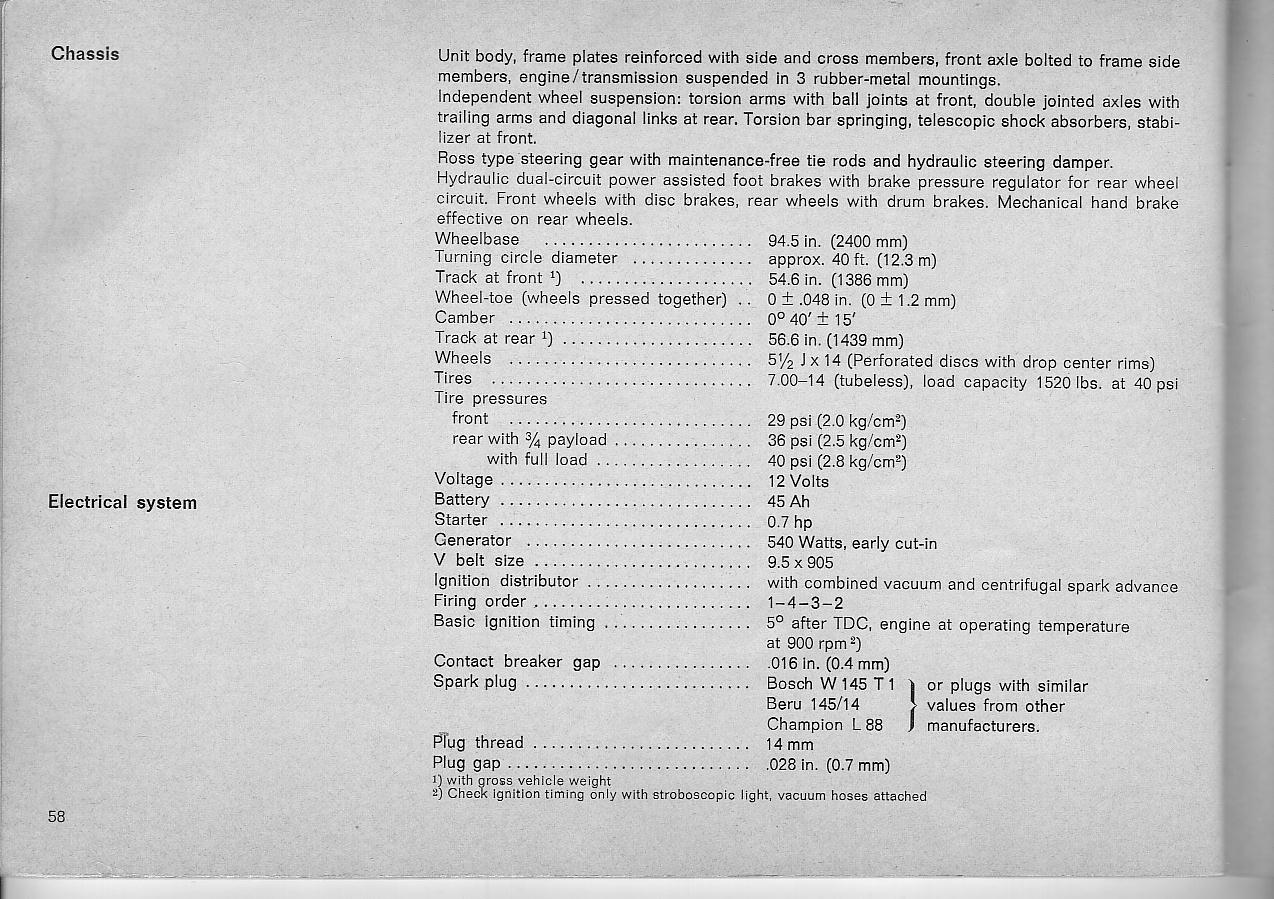 Chassis
Unit body, frame plates reinforced with side and cross members, front axle bolted to frame side
members, engine/transmission suspended in 3 rubber-metal mountings.
Independent wheel suspension: torsion arms with ball joints at front, double jointed axles with
trailing arms and diagonal links at rear. Torsion bar springing, telescopic shock absorbers, stabi-
lizer at front.
Ross type steering gear with maintenance-free tie rods and hydraulic steering damper.
Hydraulic dual-circuit power assisted foot brakes with brake pressure regulator for rear wheel
circuit. Front wheels with disc brakes, rear wheels with drum brakes. Mechanical hand brake
effective on rear wheels.
Wheelbase ........................ 94.5 in. (2400 mm)
Turning circle diameter .............. approx. 40 ft. (12.3 m)
Track at front ¹) .................... 54.6 in. (1386 mm)
Wheel-toe (wheels pressed together) .. 0 ± .048 in. (0 ± 1.2 mm)
Camber ............................ 0° 40′ ± 15′
Track at rear ¹) ...................... 56.6 in. (1439 mm)
Wheels ............................ 5½ J x 14 (Perforated discs with drop center rims)
Tires .............................. 7.00–14 (tubeless), load capacity 1520 lbs. at 40 psi
Tire pressures
front ............................ 29 psi (2.0 kg/cm²)
rear with ¾ payload ................ 36 psi (2.5 kg/cm²)
with full load .................. 40 psi (2.8 kg/cm²)
Electrical system
Voltage ............................. 12 Volts
Battery ............................. 45 Ah
Starter ............................. 0.7 hp
Generator .......................... 540 Watts, early cut-in
V belt size ......................... 9.5 x 905
Ignition distributor ................... with combined vacuum and centrifugal spark advance
Firing order ......................... 1–4–3–2
Basic ignition timing ................. 5° after TDC, engine at operating temperature
at 900 rpm ²)
Contact breaker gap ................ .016 in. (0.4 mm)
Spark plug .......................... Bosch W 145 T 1 } or plugs with similar
Beru 145/14 values from other
Champion L 88 manufacturers.
Plug thread ......................... 14 mm
Plug gap ............................ .028 in. (0.7 mm)
¹) with gross vehicle weight
²) Check ignition timing only with stroboscopic light, vacuum hoses attached
58